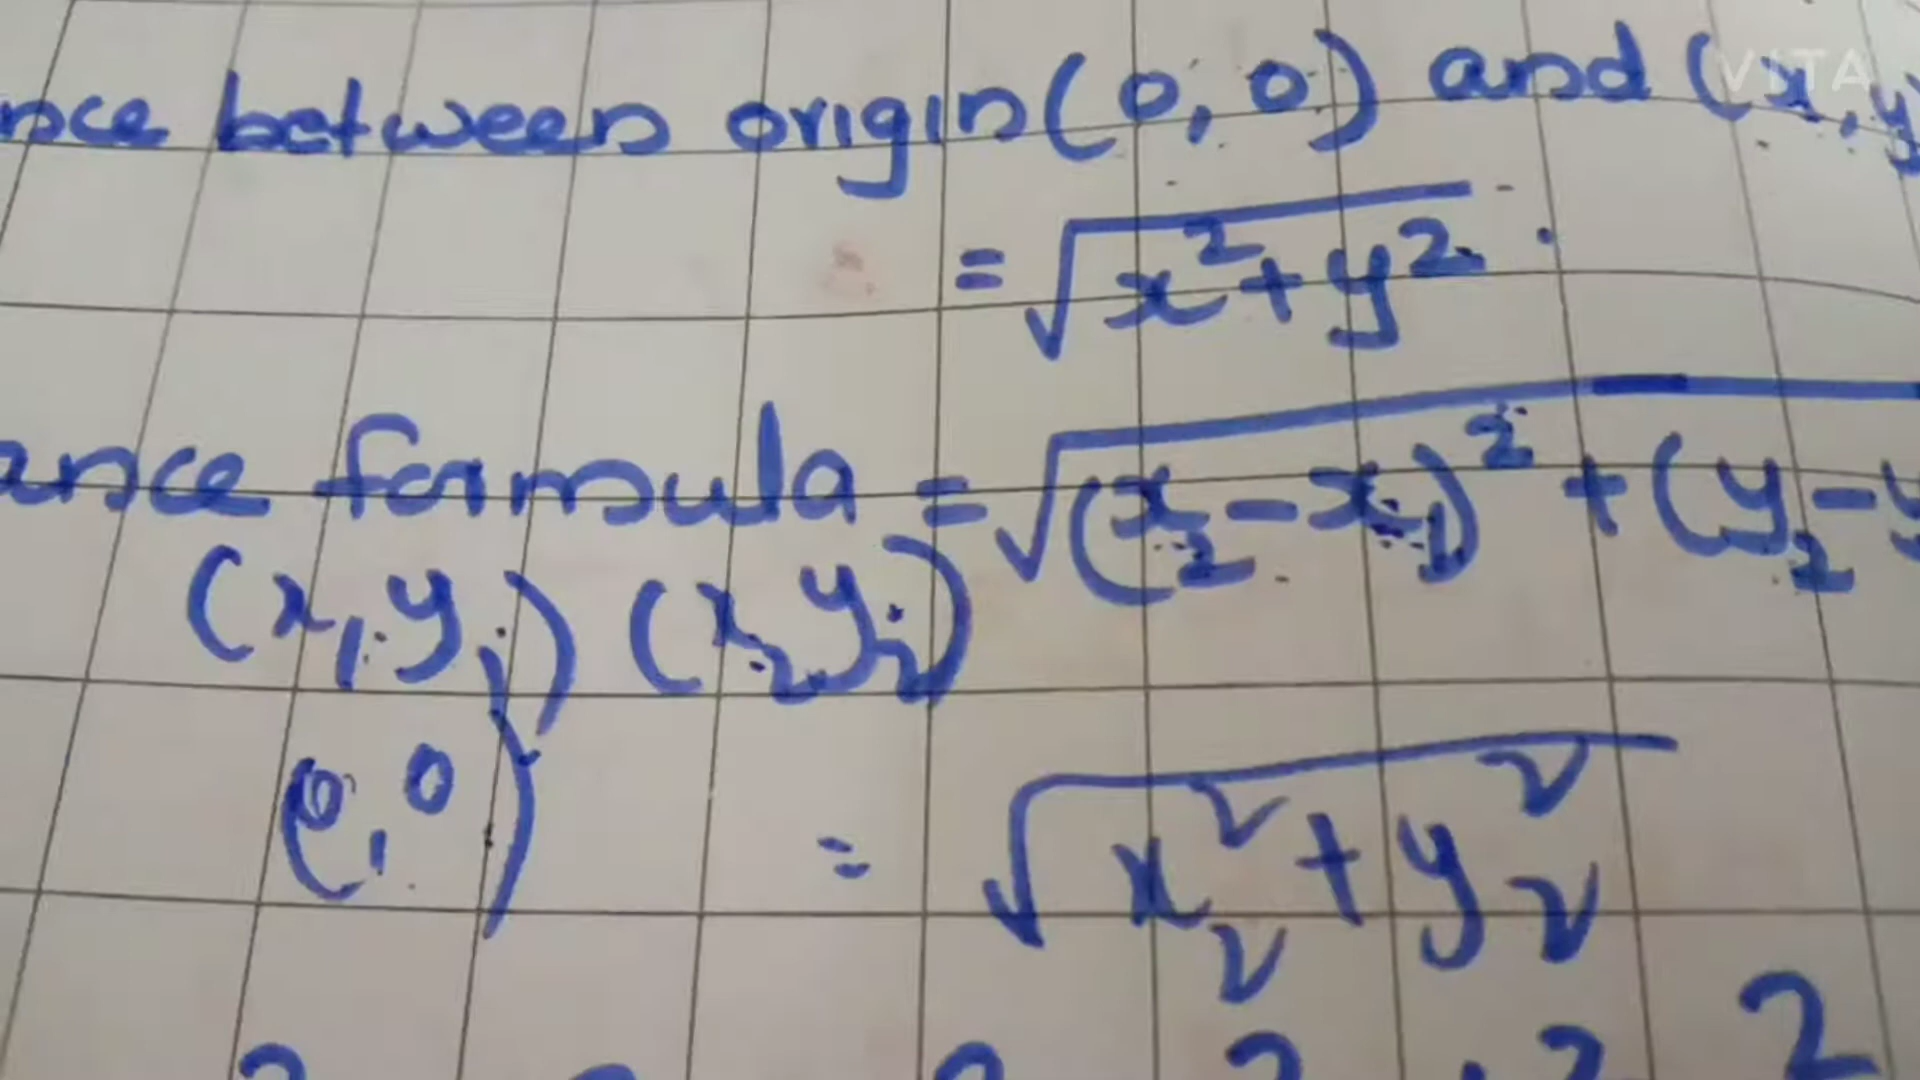 nce between origin (0, 0) and (x, y
VITA
= √x² + y².
ance formula = √(x₂ - x₁)² + (y₂ - y
(x₁, y₁) (x₂ y₂)
(0, 0)
= √x₂² + y₂²